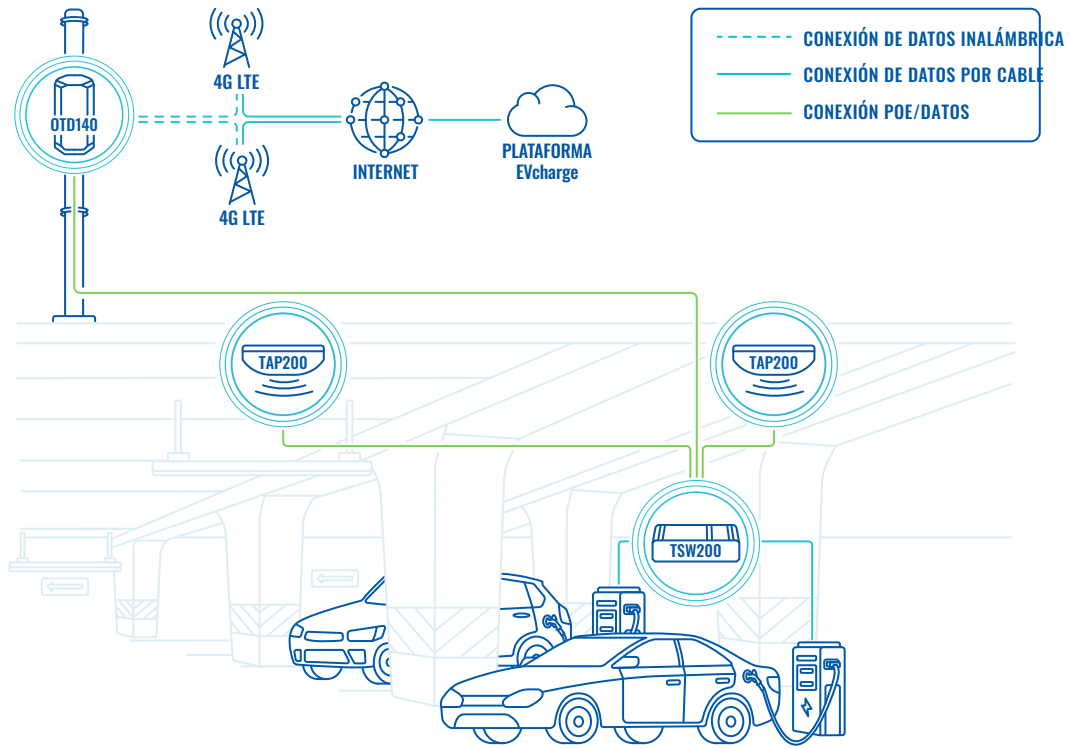 CONEXIÓN DE DATOS INALÁMBRICA
CONEXIÓN DE DATOS POR CABLE
CONEXIÓN POE/DATOS
4G LTE
OTD140
INTERNET
PLATAFORMA
EVcharge
4G LTE
TAP200
TAP200
TSW200